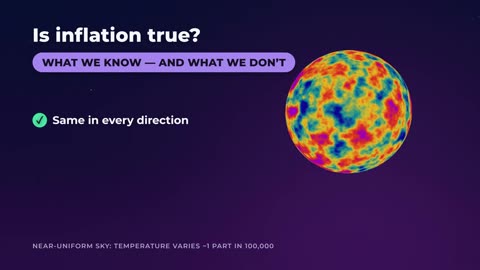 Is inflation true?
WHAT WE KNOW — AND WHAT WE DON'T
Same in every direction
NEAR-UNIFORM SKY: TEMPERATURE VARIES ~1 PART IN 100,000